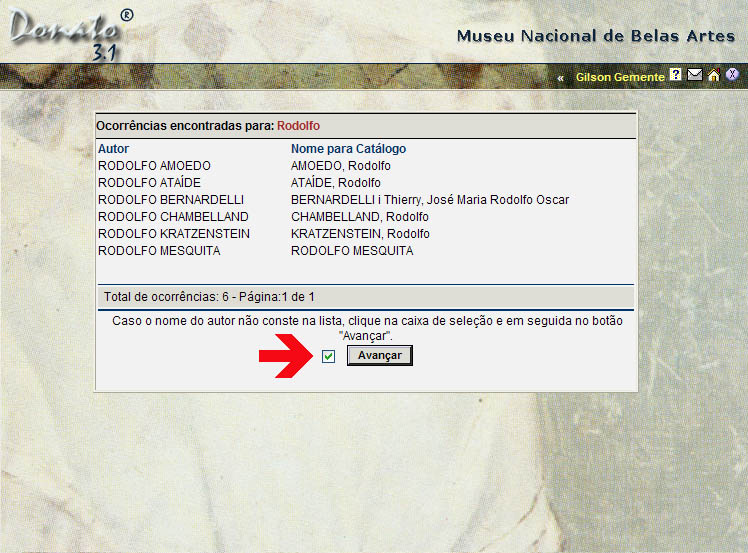 Donato ®
3.1
Museu Nacional de Belas Artes
« Gilson Gemente ? X
Ocorrências encontradas para: Rodolfo
Autor Nome para Catálogo
RODOLFO AMOEDO AMOEDO, Rodolfo
RODOLFO ATAÍDE ATAÍDE, Rodolfo
RODOLFO BERNARDELLI BERNARDELLI i Thierry, José Maria Rodolfo Oscar
RODOLFO CHAMBELLAND CHAMBELLAND, Rodolfo
RODOLFO KRATZENSTEIN KRATZENSTEIN, Rodolfo
RODOLFO MESQUITA RODOLFO MESQUITA
Total de ocorrências: 6 - Página:1 de 1
Caso o nome do autor não conste na lista, clique na caixa de seleção e em seguida no botão
"Avançar".
Avançar